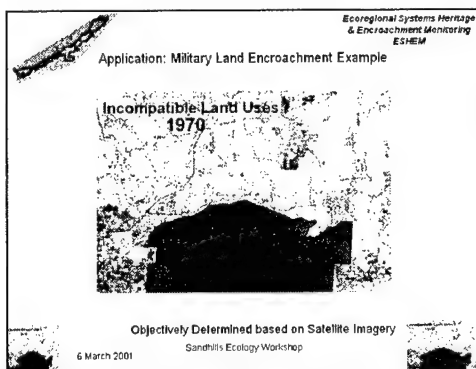 Ecoregional Systems Heritage
& Encroachment Monitoring
ESHEM
Application: Military Land Encroachment Example
Incompatible Land Uses
1970
Objectively Determined based on Satellite Imagery
Sandhills Ecology Workshop
6 March 2001